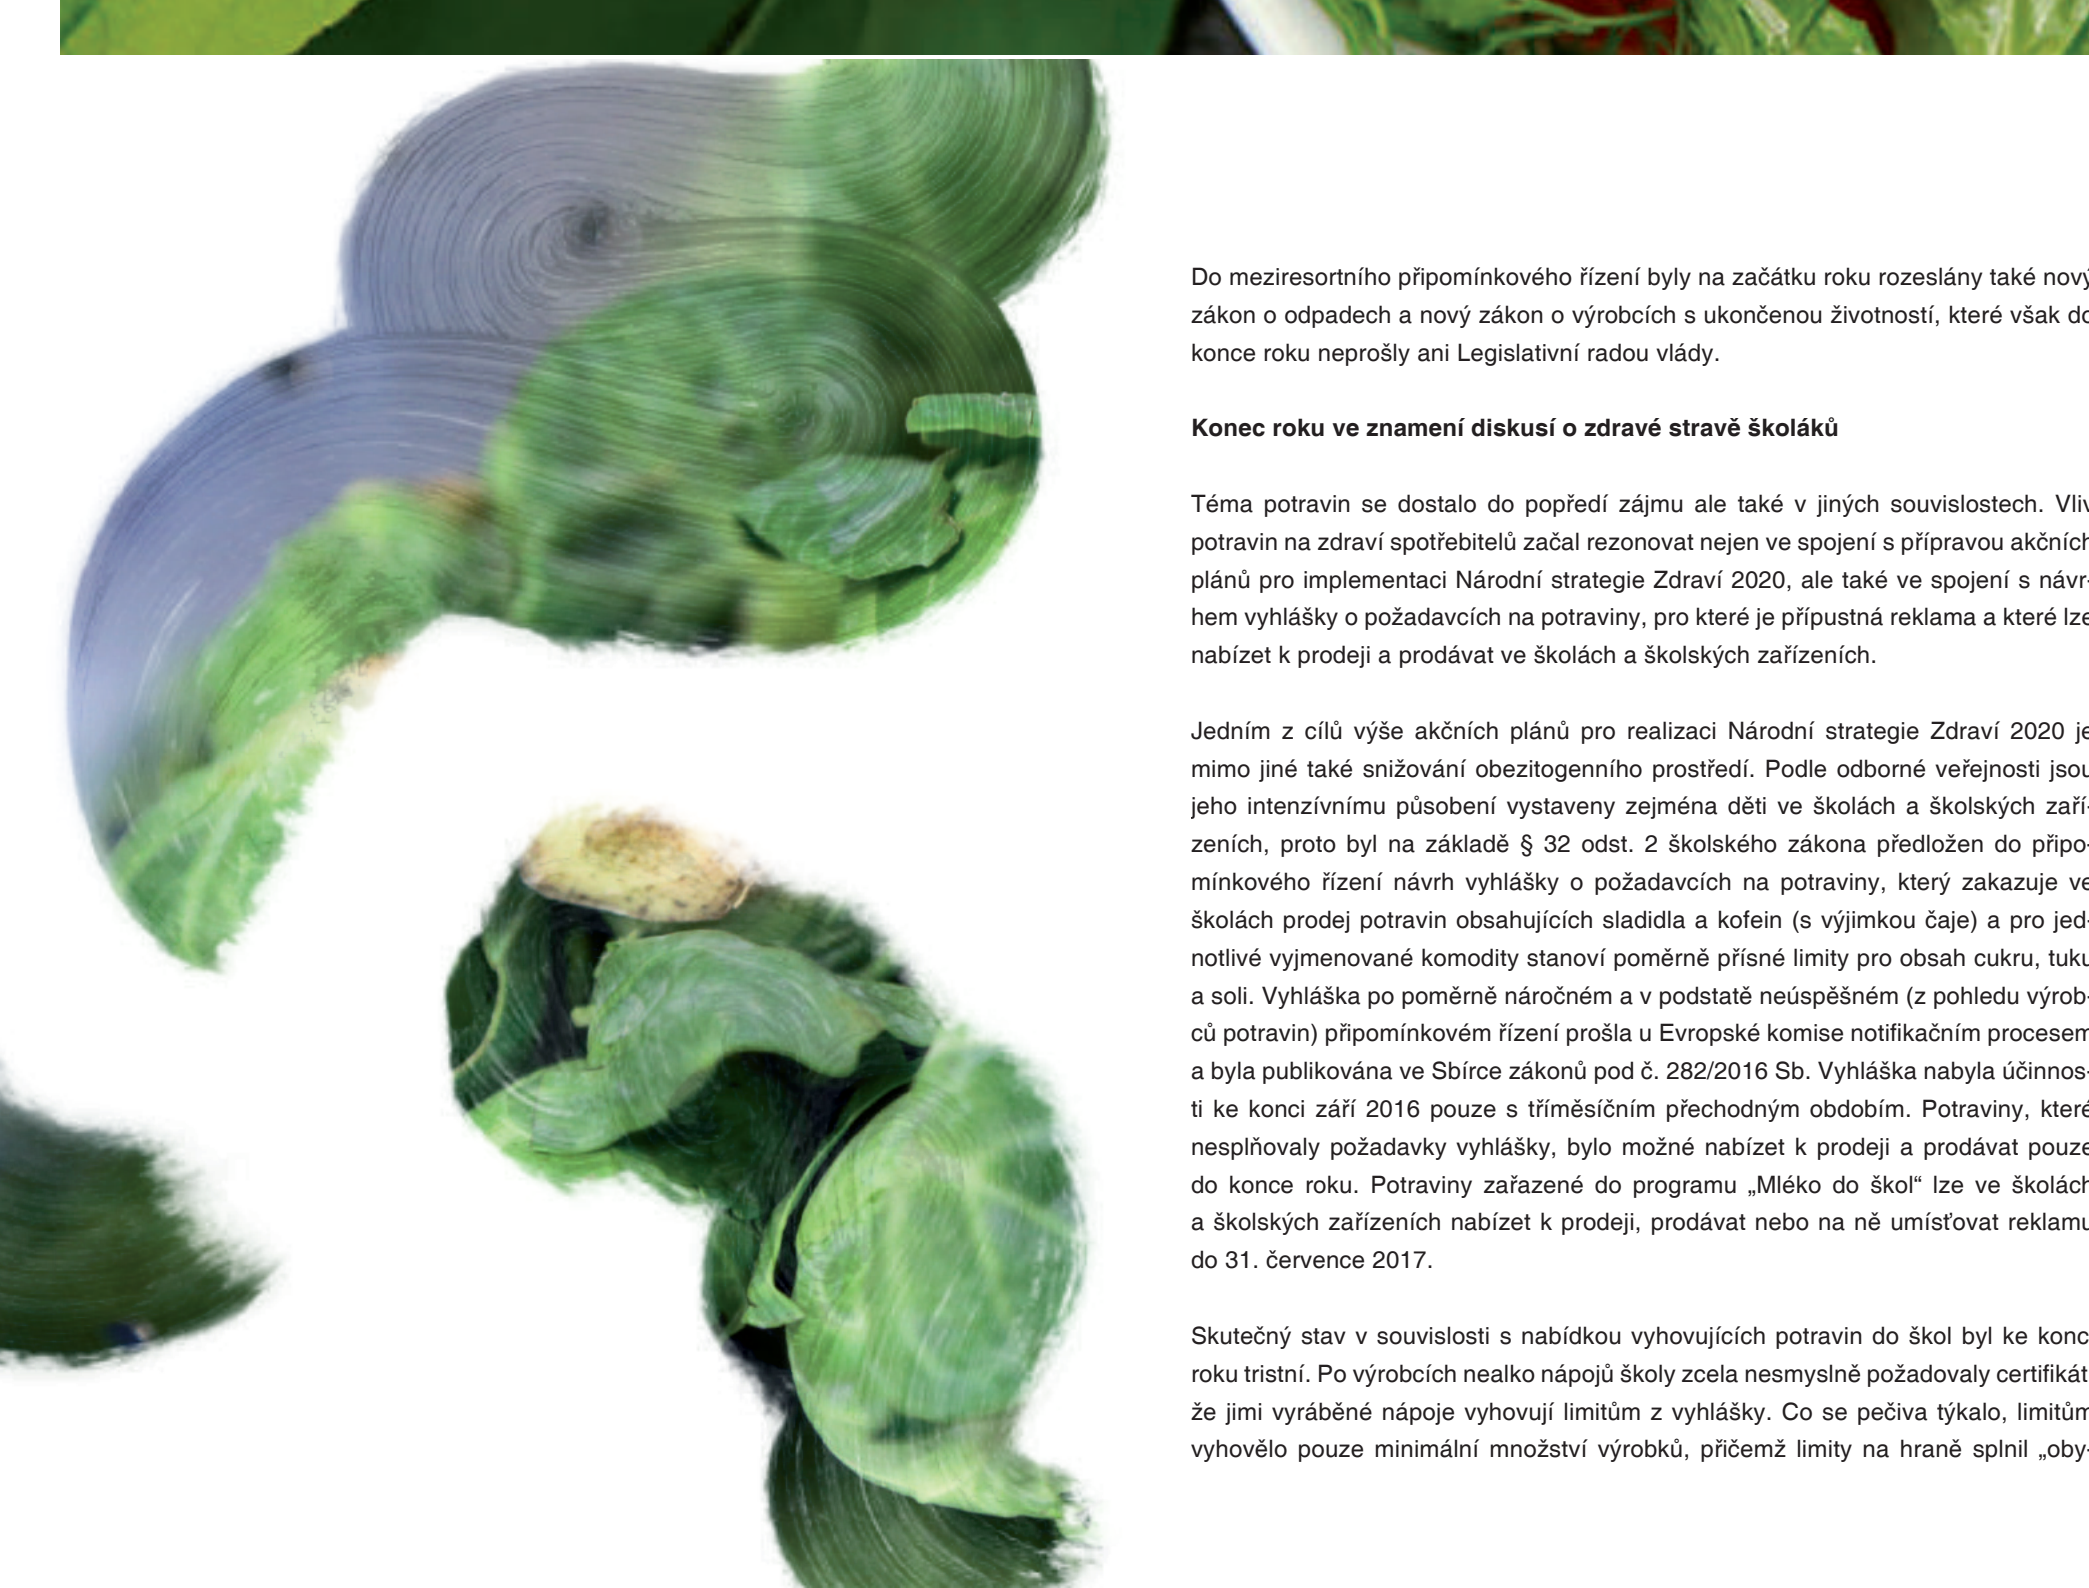 Do meziresortního připomínkového řízení byly na začátku roku rozeslány také nový
zákon o odpadech a nový zákon o výrobcích s ukončenou životností, které však do
konce roku neprošly ani Legislativní radou vlády.
Konec roku ve znamení diskusí o zdravé stravě školáků
Téma potravin se dostalo do popředí zájmu ale také v jiných souvislostech. Vliv
potravin na zdraví spotřebitelů začal rezonovat nejen ve spojení s přípravou akčních
plánů pro implementaci Národní strategie Zdraví 2020, ale také ve spojení s návr-
hem vyhlášky o požadavcích na potraviny, pro které je přípustná reklama a které lze
nabízet k prodeji a prodávat ve školách a školských zařízeních.
Jedním z cílů výše akčních plánů pro realizaci Národní strategie Zdraví 2020 je
mimo jiné také snižování obezitogenního prostředí. Podle odborné veřejnosti jsou
jeho intenzívnímu působení vystaveny zejména děti ve školách a školských zaří-
zeních, proto byl na základě § 32 odst. 2 školského zákona předložen do připo-
mínkového řízení návrh vyhlášky o požadavcích na potraviny, který zakazuje ve
školách prodej potravin obsahujících sladidla a kofein (s výjimkou čaje) a pro jed-
notlivé vyjmenované komodity stanoví poměrně přísné limity pro obsah cukru, tuku
a soli. Vyhláška po poměrně náročném a v podstatě neúspěšném (z pohledu výrob-
ců potravin) připomínkovém řízení prošla u Evropské komise notifikačním procesem
a byla publikována ve Sbírce zákonů pod č. 282/2016 Sb. Vyhláška nabyla účinnos-
ti ke konci září 2016 pouze s tříměsíčním přechodným obdobím. Potraviny, které
nesplňovaly požadavky vyhlášky, bylo možné nabízet k prodeji a prodávat pouze
do konce roku. Potraviny zařazené do programu „Mléko do škol“ lze ve školách
a školských zařízeních nabízet k prodeji, prodávat nebo na ně umísťovat reklamu
do 31. července 2017.
Skutečný stav v souvislosti s nabídkou vyhovujících potravin do škol byl ke konc
roku tristní. Po výrobcích nealko nápojů školy zcela nesmyslně požadovaly certifikát
že jimi vyráběné nápoje vyhovují limitům z vyhlášky. Co se pečiva týkalo, limitům
vyhovělo pouze minimální množství výrobků, přičemž limity na hraně splnil „oby-